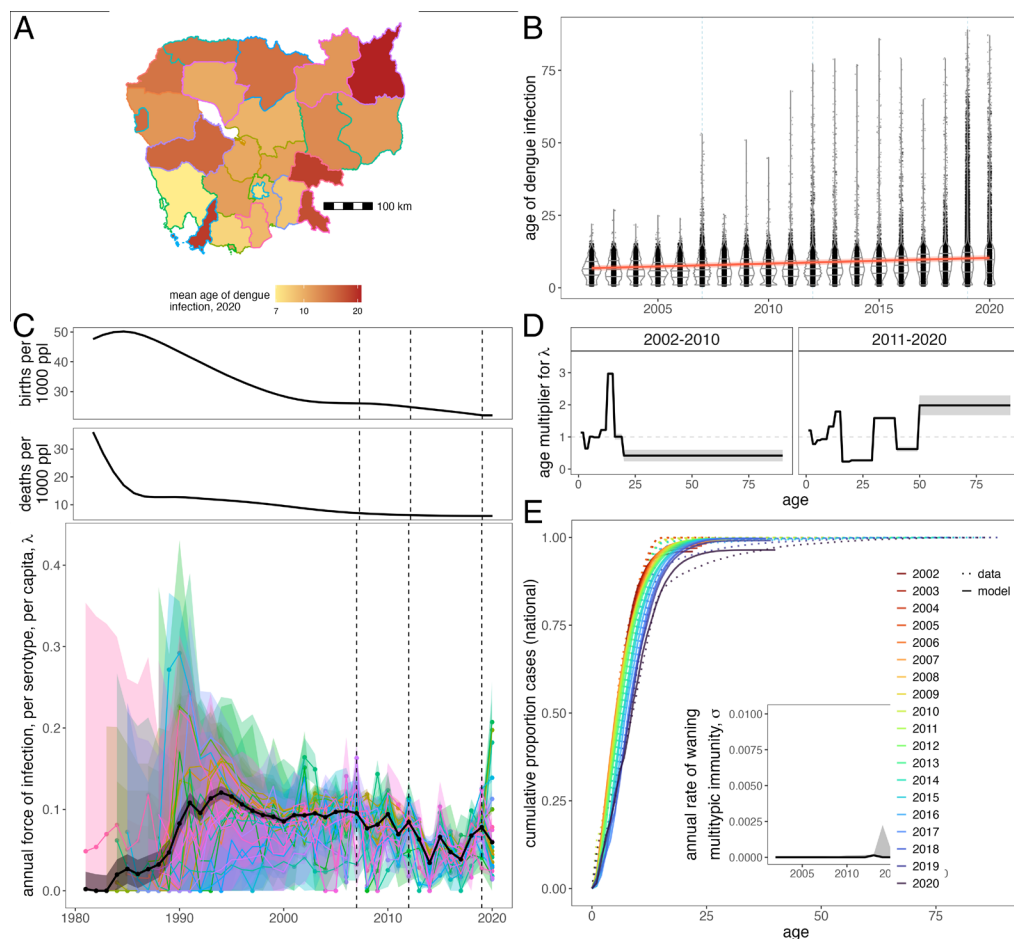 A
100 km
mean age of dengue
infection, 2020
7 10 20
B
age of dengue infection
75
50
25
0
2005 2010 2015 2020
C
births per
1000 ppl
50
40
30
deaths per
1000 ppl
30
20
10
annual force of infection, per serotype, per capita, λ
0.4
0.3
0.2
0.1
0.0
1980 1990 2000 2010 2020
D
2002-2010 2011-2020
age multiplier for λ
3
2
1
0
0 25 50 75 0 25 50 75
age
E
cumulative proportion cases (national)
1.00
0.75
0.50
0.25
0.00
0 25 50 75
age
2002
2003
2004
2005
2006
2007
2008
2009
2010
2011
2012
2013
2014
2015
2016
2017
2018
2019
2020
data
model
annual rate of waning
multitypic immunity, σ
0.0100
0.0075
0.0050
0.0025
0.0000
2005 2010